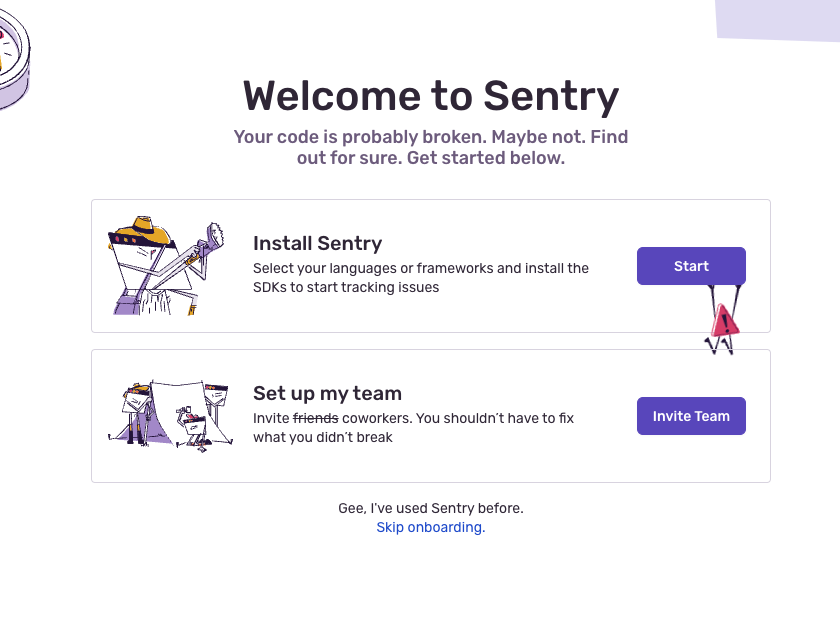 Welcome to Sentry
Your code is probably broken. Maybe not. Find
out for sure. Get started below.
Install Sentry
Select your languages or frameworks and install the
SDKs to start tracking issues
Start
Set up my team
Invite friends coworkers. You shouldn't have to fix
what you didn't break
Invite Team
Gee, I've used Sentry before.
Skip onboarding.